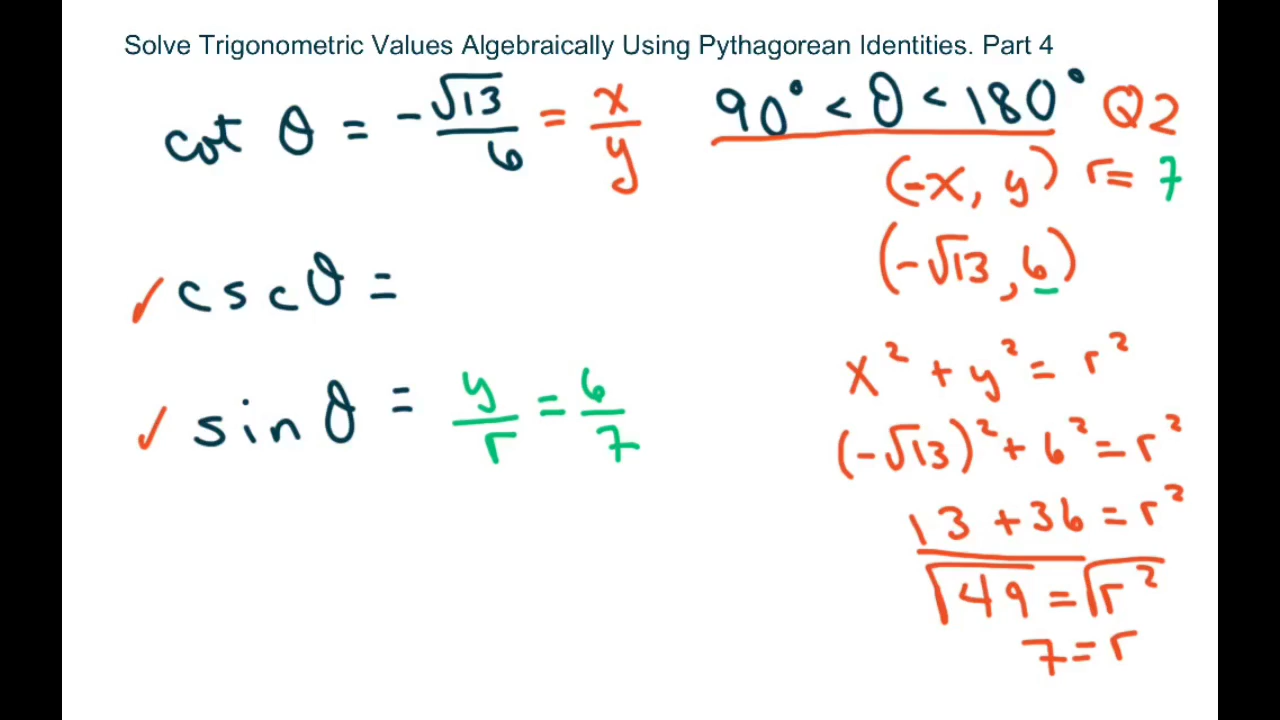 Solve Trigonometric Values Algebraically Using Pythagorean Identities. Part 4
cot θ = -√13/6 = x/y
90° < θ < 180° Q2
(-x, y) r= 7
(-√13, 6)
✓ csc θ =
x² + y² = r²
✓ sin θ = y/r = 6/7
(-√13)² + 6² = r²
13 + 36 = r²
√49 = √r²
7 = r